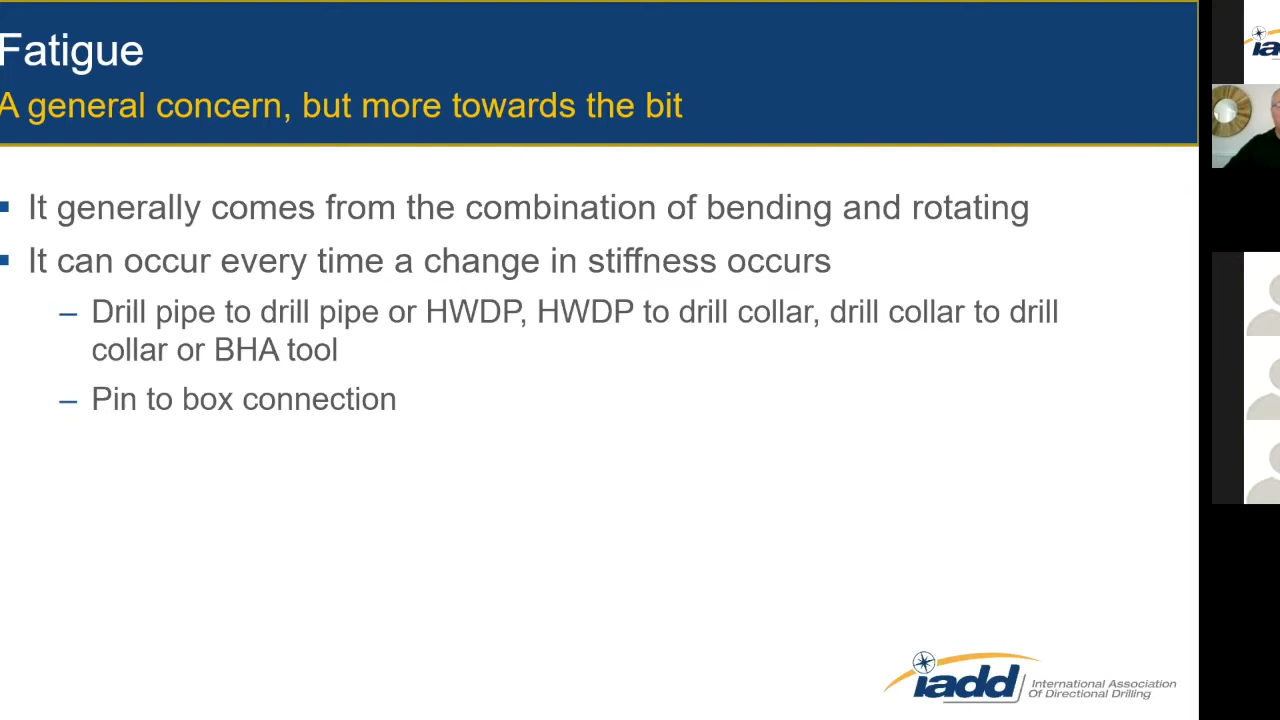 Fatigue
A general concern, but more towards the bit
It generally comes from the combination of bending and rotating
It can occur every time a change in stiffness occurs
– Drill pipe to drill pipe or HWDP, HWDP to drill collar, drill collar to drill
collar or BHA tool
– Pin to box connection
iadd
International Association
Of Directional Drilling